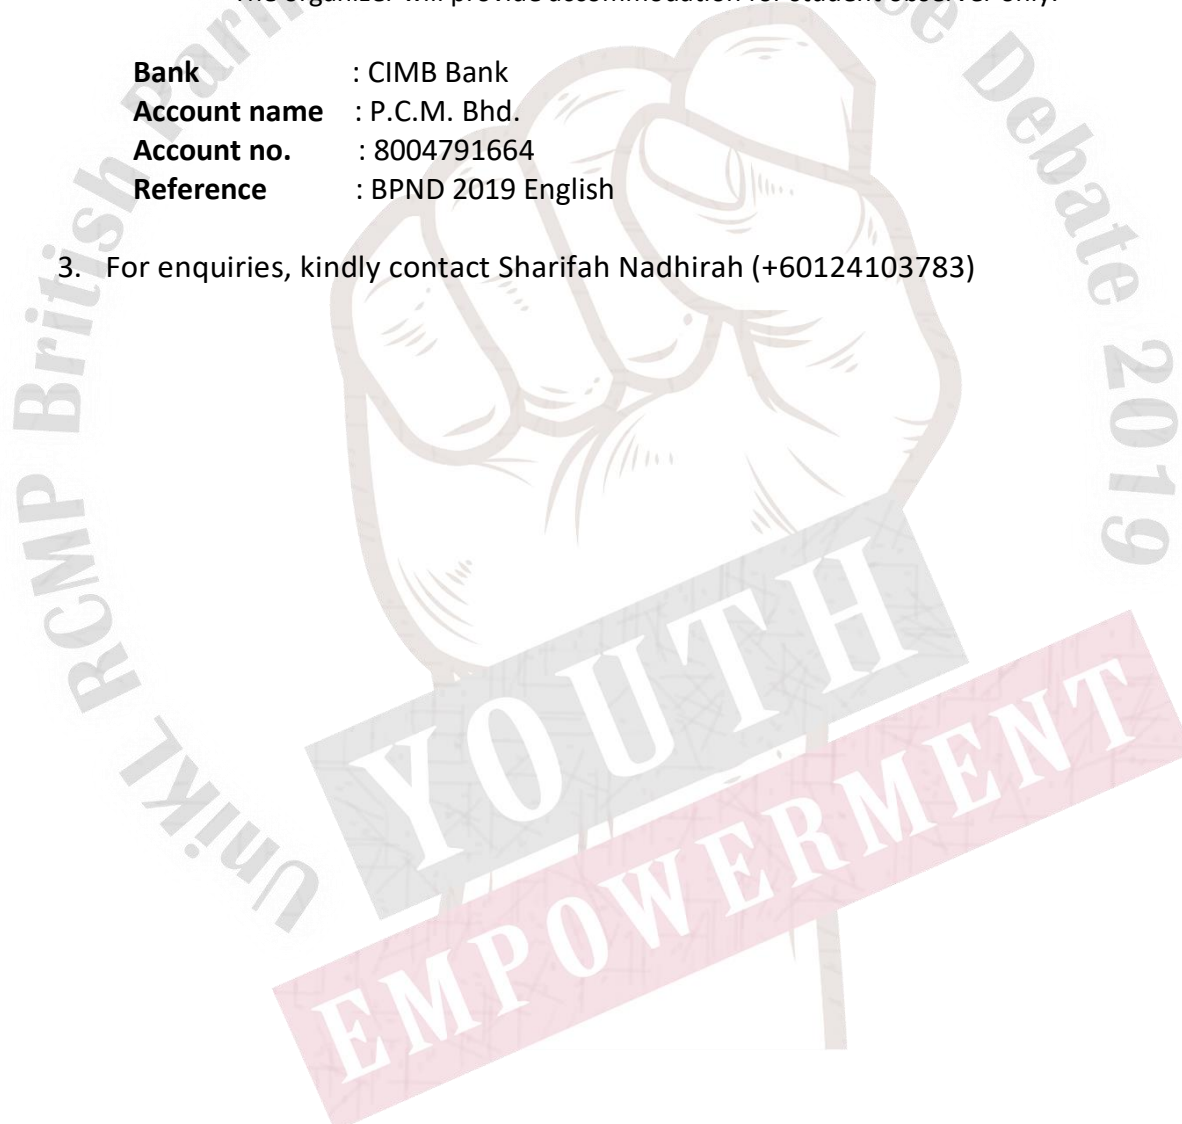 The organizer will provide accommodation for student observer only.
Bank : CIMB Bank
Account name : P.C.M. Bhd.
Account no. : 8004791664
Reference : BPND 2019 English
3. For enquiries, kindly contact Sharifah Nadhirah (+60124103783)
UniKL RCMP British
Debate 2019
YOUTH
EMPOWERMENT